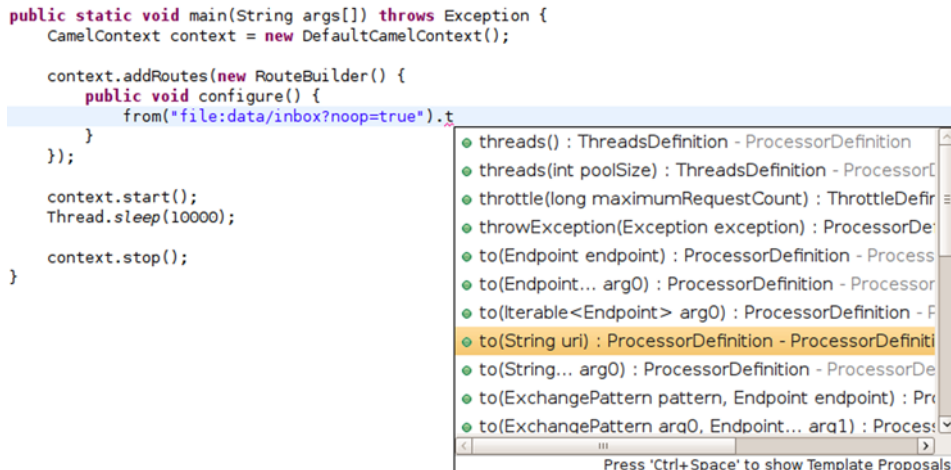 public static void main(String args[]) throws Exception {
CamelContext context = new DefaultCamelContext();
context.addRoutes(new RouteBuilder() {
public void configure() {
from("file:data/inbox?noop=true").t
}
});
context.start();
Thread.sleep(10000);
context.stop();
}
threads() : ThreadsDefinition - ProcessorDefinition
threads(int poolSize) : ThreadsDefinition - Processor
throttle(long maximumRequestCount) : ThrottleDefin
throwException(Exception exception) : ProcessorDe
to(Endpoint endpoint) : ProcessorDefinition - Process
to(Endpoint... arg0) : ProcessorDefinition - Processor
to(Iterable<Endpoint> arg0) : ProcessorDefinition - P
to(String uri) : ProcessorDefinition - ProcessorDefiniti
to(String... arg0) : ProcessorDefinition - ProcessorDe
to(ExchangePattern pattern, Endpoint endpoint) : Pro
to(ExchangePattern arg0, Endpoint... arg1) : Process
Press 'Ctrl+Space' to show Template Proposals